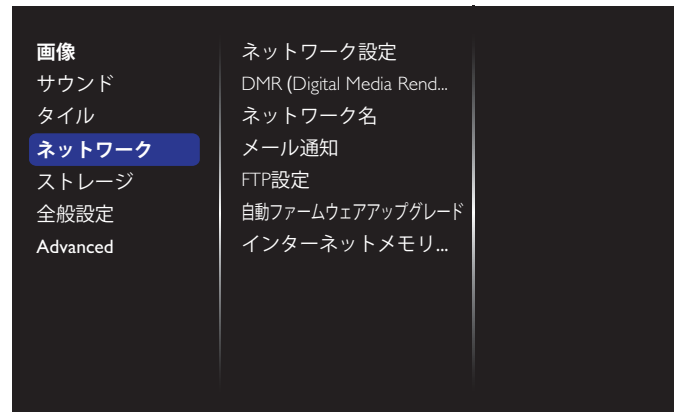 画像
サウンド
タイル
ネットワーク
ストレージ
全般設定
Advanced
ネットワーク設定
DMR (Digital Media Rend...
ネットワーク名
メール通知
FTP設定
自動ファームウェアアップグレード
インターネットメモリ...